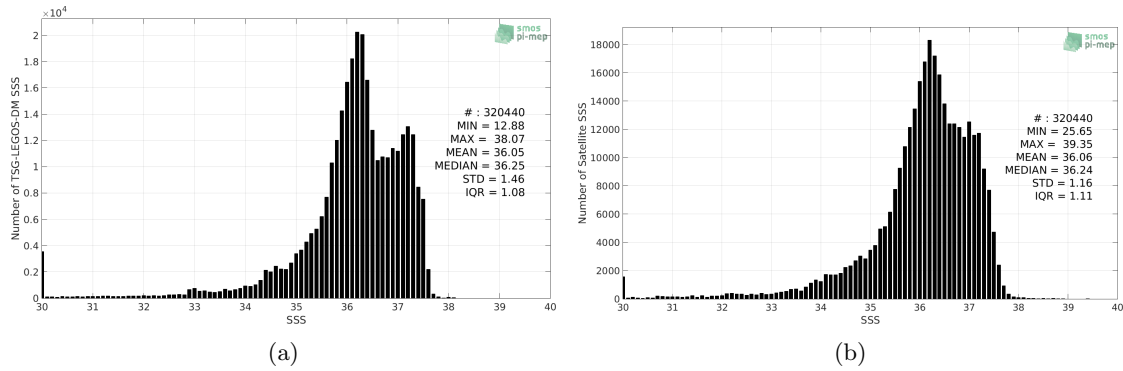 ×10⁴
2
1.8
1.6
1.4
1.2
1
0.8
0.6
0.4
0.2
0
Number of TSG-LEGOS-DM SSS
30 31 32 33 34 35 36 37 38 39 40
SSS
smos
pi-mep
# : 320440
MIN = 12.88
MAX = 38.07
MEAN = 36.05
MEDIAN = 36.25
STD = 1.46
IQR = 1.08
(a)
18000
16000
14000
12000
10000
8000
6000
4000
2000
0
Number of Satellite SSS
30 31 32 33 34 35 36 37 38 39 40
SSS
smos
pi-mep
# : 320440
MIN = 25.65
MAX = 39.35
MEAN = 36.06
MEDIAN = 36.24
STD = 1.16
IQR = 1.11
(b)